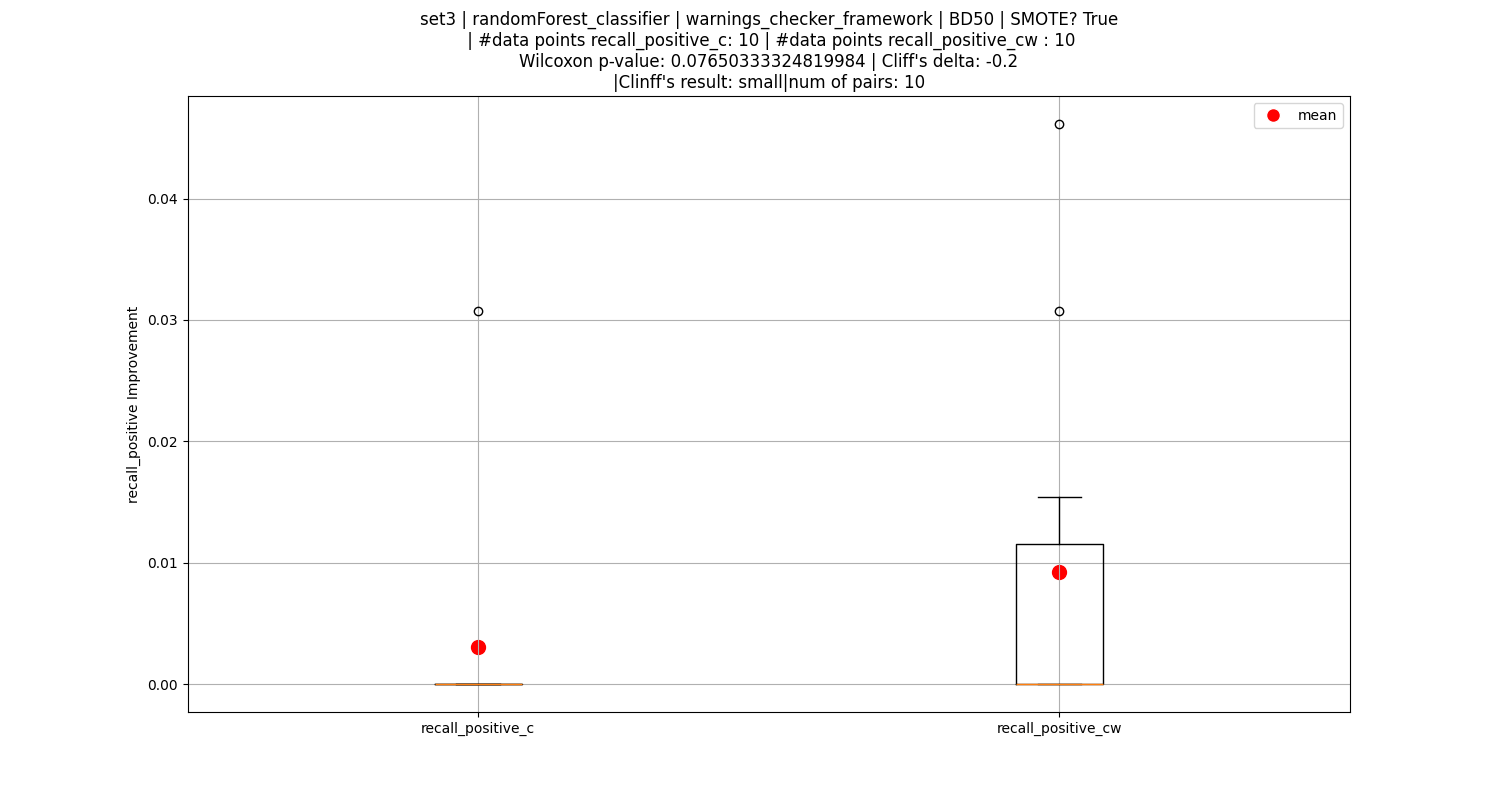 set3 | randomForest_classifier | warnings_checker_framework | BD50 | SMOTE? True
| #data points recall_positive_c: 10 | #data points recall_positive_cw : 10
Wilcoxon p-value: 0.07650333324819984 | Cliff's delta: -0.2
|Clinff's result: small|num of pairs: 10
mean
0.04
0.03
0.02
0.01
0.00
recall_positive Improvement
recall_positive_c
recall_positive_cw